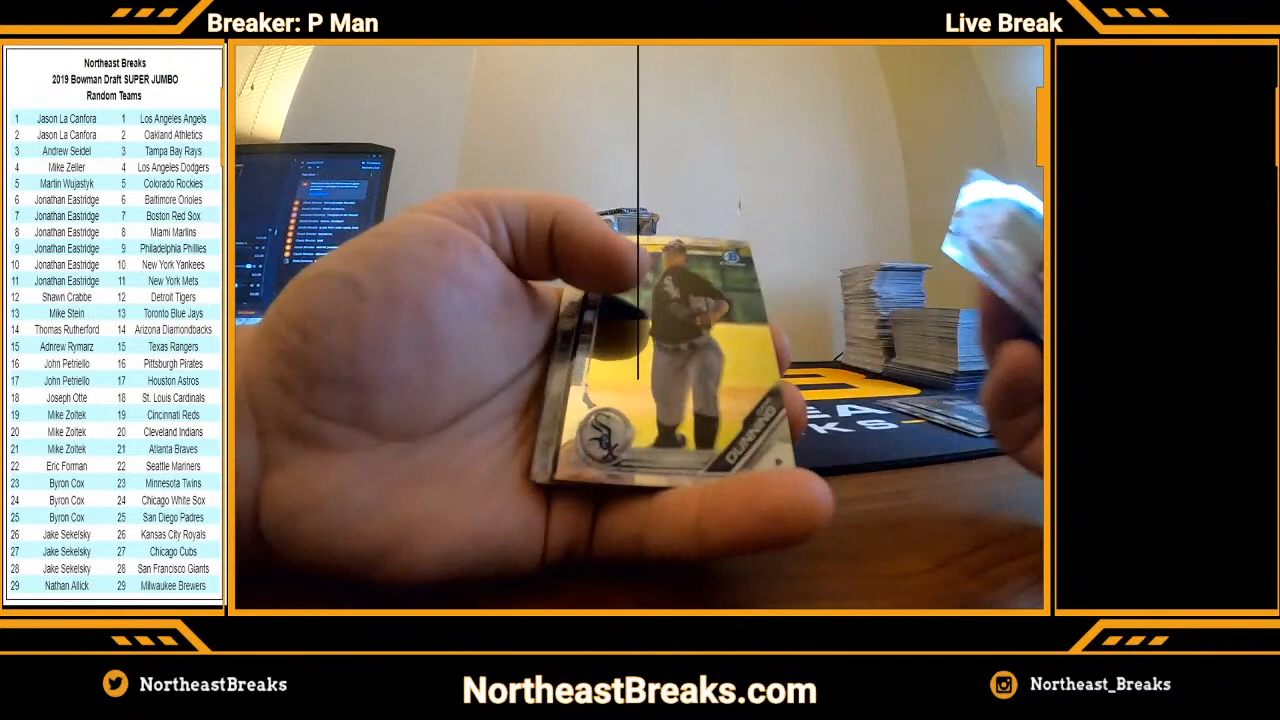 Breaker: P Man
Live Break
Northeast Breaks
2019 Bowman Draft SUPER JUMBO
Random Teams
1 Jason La Canfora 1 Los Angeles Angels
2 Jason La Canfora 2 Oakland Athletics
3 Andrew Seidel 3 Tampa Bay Rays
4 Mike Zeller 4 Los Angeles Dodgers
5 Martin Wujastyk 5 Colorado Rockies
6 Jonathan Eastridge 6 Baltimore Orioles
7 Jonathan Eastridge 7 Boston Red Sox
8 Jonathan Eastridge 8 Miami Marlins
9 Jonathan Eastridge 9 Philadelphia Phillies
10 Jonathan Eastridge 10 New York Yankees
11 Jonathan Eastridge 11 New York Mets
12 Shawn Crabbe 12 Detroit Tigers
13 Mike Stein 13 Toronto Blue Jays
14 Thomas Rutherford 14 Arizona Diamondbacks
15 Adnrew Rymarz 15 Texas Rangers
16 John Petriello 16 Pittsburgh Pirates
17 John Petriello 17 Houston Astros
18 Joseph Otte 18 St. Louis Cardinals
19 Mike Zoltek 19 Cincinnati Reds
20 Mike Zoltek 20 Cleveland Indians
21 Mike Zoltek 21 Atlanta Braves
22 Eric Forman 22 Seattle Mariners
23 Byron Cox 23 Minnesota Twins
24 Byron Cox 24 Chicago White Sox
25 Byron Cox 25 San Diego Padres
26 Jake Sekelsky 26 Kansas City Royals
27 Jake Sekelsky 27 Chicago Cubs
28 Jake Sekelsky 28 San Francisco Giants
29 Nathan Allick 29 Milwaukee Brewers
DUNNING
NortheastBreaks
NortheastBreaks.com
Northeast_Breaks